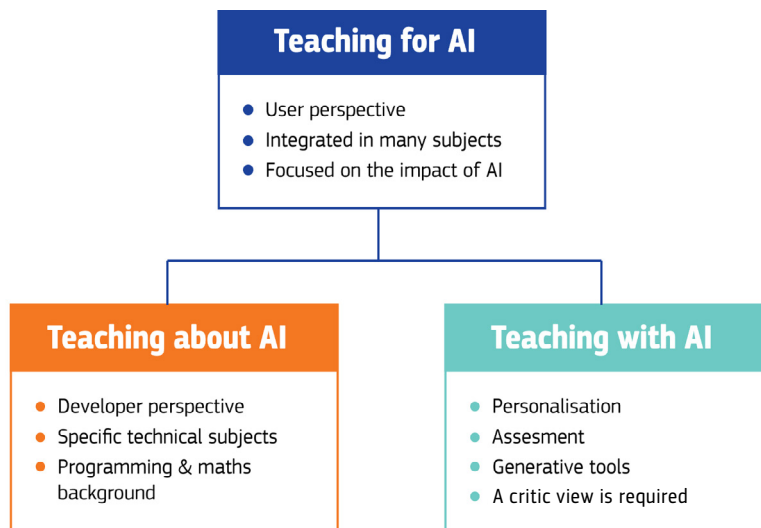 Teaching for AI
User perspective
Integrated in many subjects
Focused on the impact of AI
Teaching about AI
Developer perspective
Specific technical subjects
Programming & maths
background
Teaching with AI
Personalisation
Assesment
Generative tools
A critic view is required